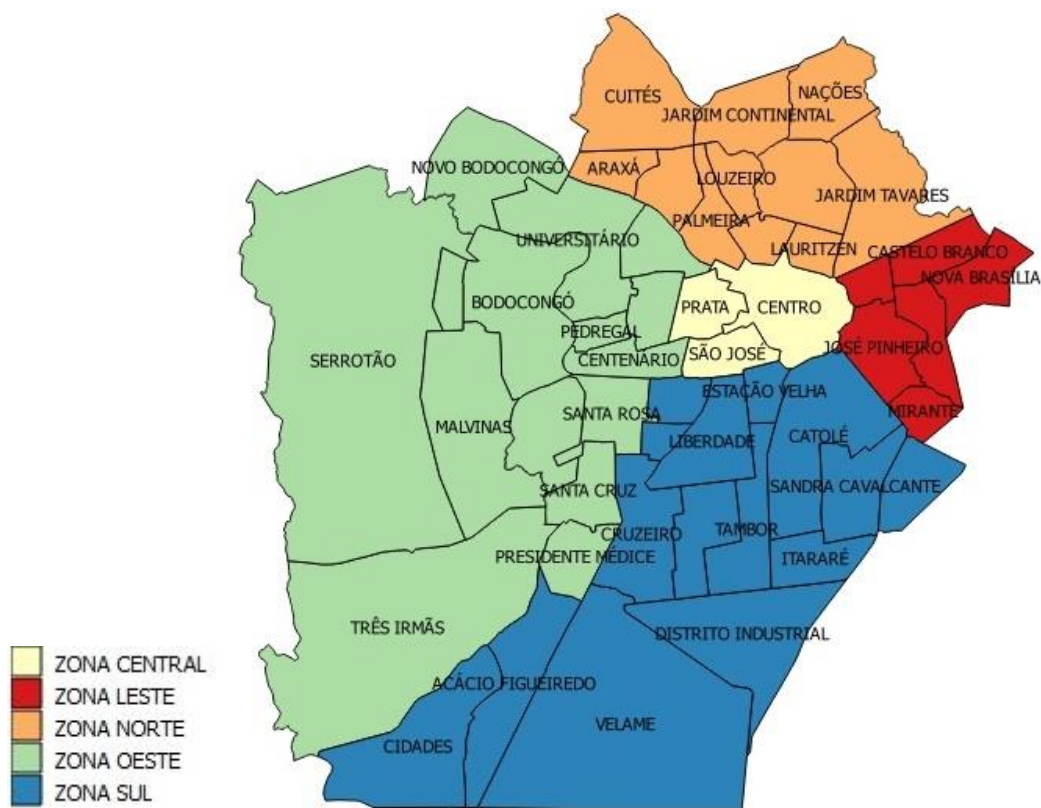 CUITÉS
NAÇÕES
JARDIM CONTINENTAL
NOVO BODOCONGÓ
ARAXÁ
LOUZEIRO
JARDIM TAVARES
PALMEIRA
UNIVERSITÁRIO
LAURITZEN
CASTELO BRANCO
NOVA BRASÍLIA
BODOCONGÓ
PRATA
CENTRO
PEDREGAL
SERROTÃO
CENTENÁRIO
SÃO JOSÉ
JOSÉ PINHEIRO
ESTAÇÃO VELHA
SANTA ROSA
MIRANTE
MALVINAS
LIBERDADE
CATOLÉ
SANTA CRUZ
SANDRA CAVALCANTE
CRUZEIRO
TAMBOR
PRESIDENTE MÉDICE
ITARARÉ
TRÊS IRMÃS
DISTRITO INDUSTRIAL
ACÁCIO FIGUEIREDO
VELAME
CIDADES
ZONA CENTRAL
ZONA LESTE
ZONA NORTE
ZONA OESTE
ZONA SUL